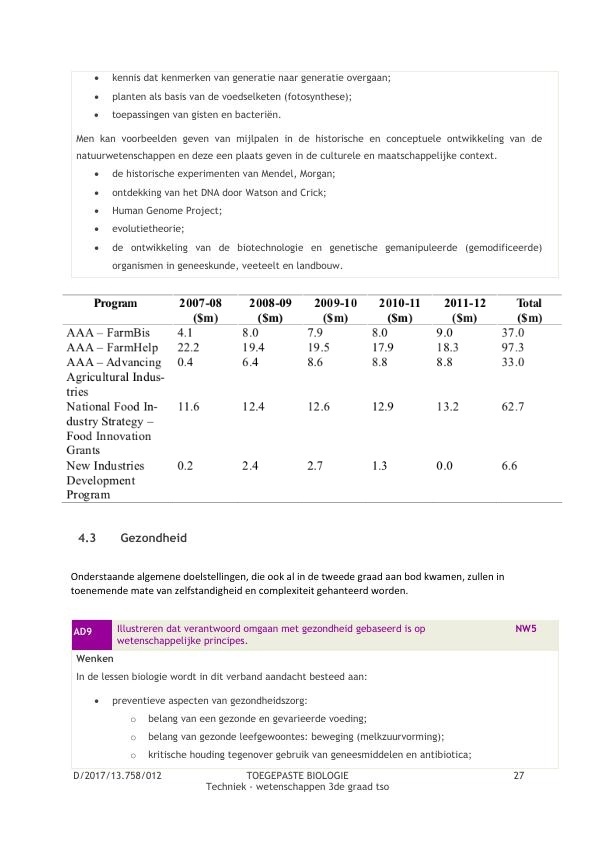 • kennis dat kenmerken van generatie naar generatie overgaan;
• planten als basis van de voedselketen (fotosynthese);
• toepassingen van gisten en bacteriën.
Men kan voorbeelden geven van mijlpalen in de historische en conceptuele ontwikkeling van de
natuurwetenschappen en deze een plaats geven in de culturele en maatschappelijke context.
• de historische experimenten van Mendel, Morgan;
• ontdekking van het DNA door Watson and Crick;
• Human Genome Project;
• evolutietheorie;
• de ontwikkeling van de biotechnologie en genetische gemanipuleerde (gemodificeerde)
organismen in geneeskunde, veeteelt en landbouw.
Program 2007-08 2008-09 2009-10 2010-11 2011-12 Total
($m) ($m) ($m) ($m) ($m) ($m)
AAA – FarmBis 4.1 8.0 7.9 8.0 9.0 37.0
AAA – FarmHelp 22.2 19.4 19.5 17.9 18.3 97.3
AAA – Advancing 0.4 6.4 8.6 8.8 8.8 33.0
Agricultural Indus-
tries
National Food In- 11.6 12.4 12.6 12.9 13.2 62.7
dustry Strategy –
Food Innovation
Grants
New Industries 0.2 2.4 2.7 1.3 0.0 6.6
Development
Program
4.3 Gezondheid
Onderstaande algemene doelstellingen, die ook al in de tweede graad aan bod kwamen, zullen in
toenemende mate van zelfstandigheid en complexiteit gehanteerd worden.
AD9 Illustreren dat verantwoord omgaan met gezondheid gebaseerd is op NW5
wetenschappelijke principes.
Wenken
In de lessen biologie wordt in dit verband aandacht besteed aan:
• preventieve aspecten van gezondheidszorg:
o belang van een gezonde en gevarieerde voeding;
o belang van gezonde leefgewoontes: beweging (melkzuurvorming);
o kritische houding tegenover gebruik van geneesmiddelen en antibiotica;
D/2017/13.758/012 TOEGEPASTE BIOLOGIE 27
Techniek - wetenschappen 3de graad tso